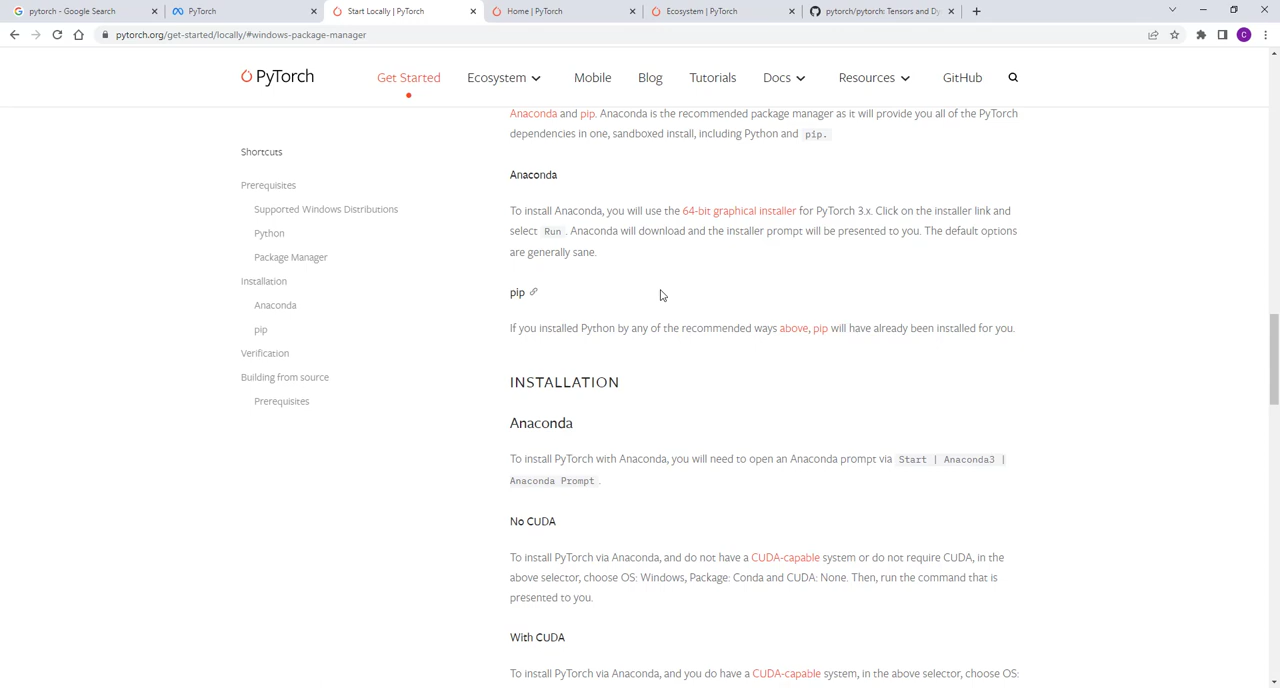 pytorch - Google Search
PyTorch
Start Locally | PyTorch
Home | PyTorch
Ecosystem | PyTorch
pytorch/pytorch: Tensors and Dy
pytorch.org/get-started/locally/#windows-package-manager
C
PyTorch
Get Started
Ecosystem
Mobile
Blog
Tutorials
Docs
Resources
GitHub
Shortcuts
Prerequisites
Supported Windows Distributions
Python
Package Manager
Installation
Anaconda
pip
Verification
Building from source
Prerequisites
Anaconda and pip. Anaconda is the recommended package manager as it will provide you all of the PyTorch
dependencies in one, sandboxed install, including Python and pip.
Anaconda
To install Anaconda, you will use the 64-bit graphical installer for PyTorch 3.x. Click on the installer link and
select Run. Anaconda will download and the installer prompt will be presented to you. The default options
are generally sane.
pip
If you installed Python by any of the recommended ways above, pip will have already been installed for you.
INSTALLATION
Anaconda
To install PyTorch with Anaconda, you will need to open an Anaconda prompt via Start | Anaconda3 |
Anaconda Prompt.
No CUDA
To install PyTorch via Anaconda, and do not have a CUDA-capable system or do not require CUDA, in the
above selector, choose OS: Windows, Package: Conda and CUDA: None. Then, run the command that is
presented to you.
With CUDA
To install PyTorch via Anaconda, and you do have a CUDA-capable system, in the above selector, choose OS: